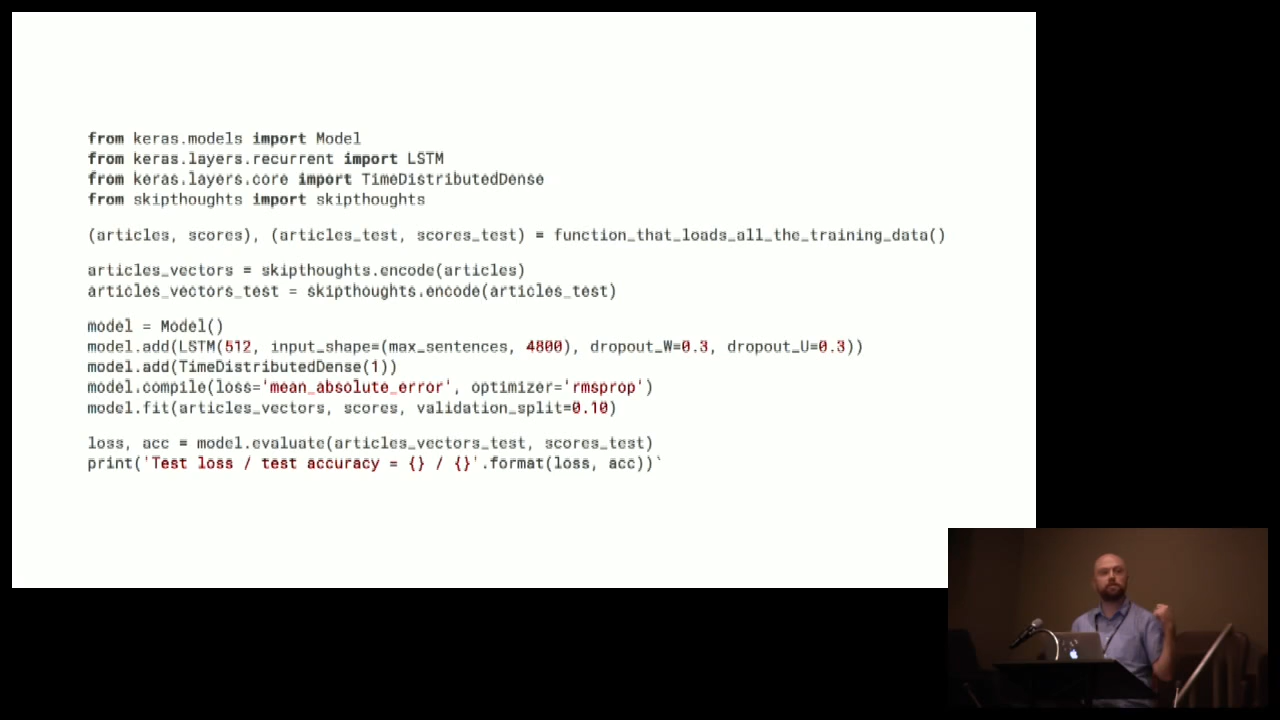 from keras.models import Model
from keras.layers.recurrent import LSTM
from keras.layers.core import TimeDistributedDense
from skipthoughts import skipthoughts
(articles, scores), (articles_test, scores_test) = function_that_loads_all_the_training_data()
articles_vectors = skipthoughts.encode(articles)
articles_vectors_test = skipthoughts.encode(articles_test)
model = Model()
model.add(LSTM(512, input_shape=(max_sentences, 4800), dropout_W=0.3, dropout_U=0.3))
model.add(TimeDistributedDense(1))
model.compile(loss='mean_absolute_error', optimizer='rmsprop')
model.fit(articles_vectors, scores, validation_split=0.10)
loss, acc = model.evaluate(articles_vectors_test, scores_test)
print('Test loss / test accuracy = {} / {}'.format(loss, acc))`